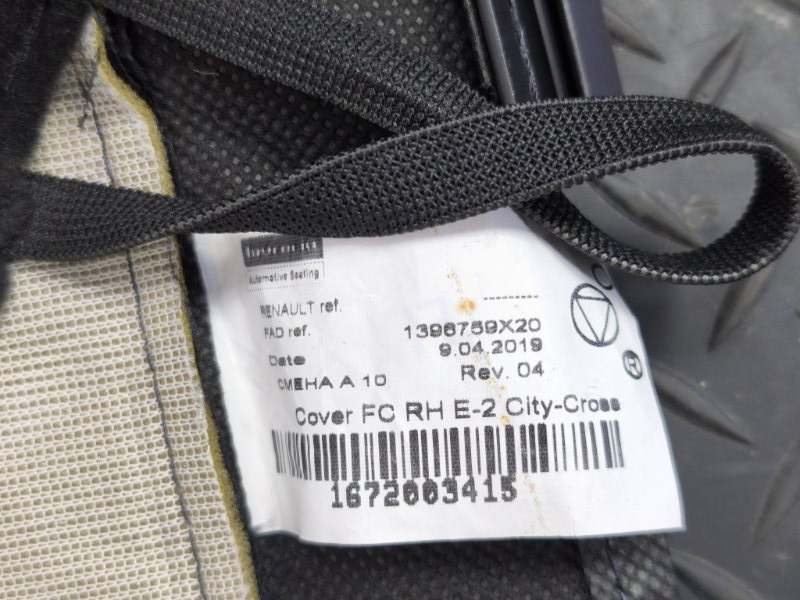 Automotive Seating
RENAULT ref. --------
FAD ref. 1396759X20
Date 9.04.2019
СМЕНА А 10 Rev. 04
Cover FC RH E-2 City-Cross
1672003415